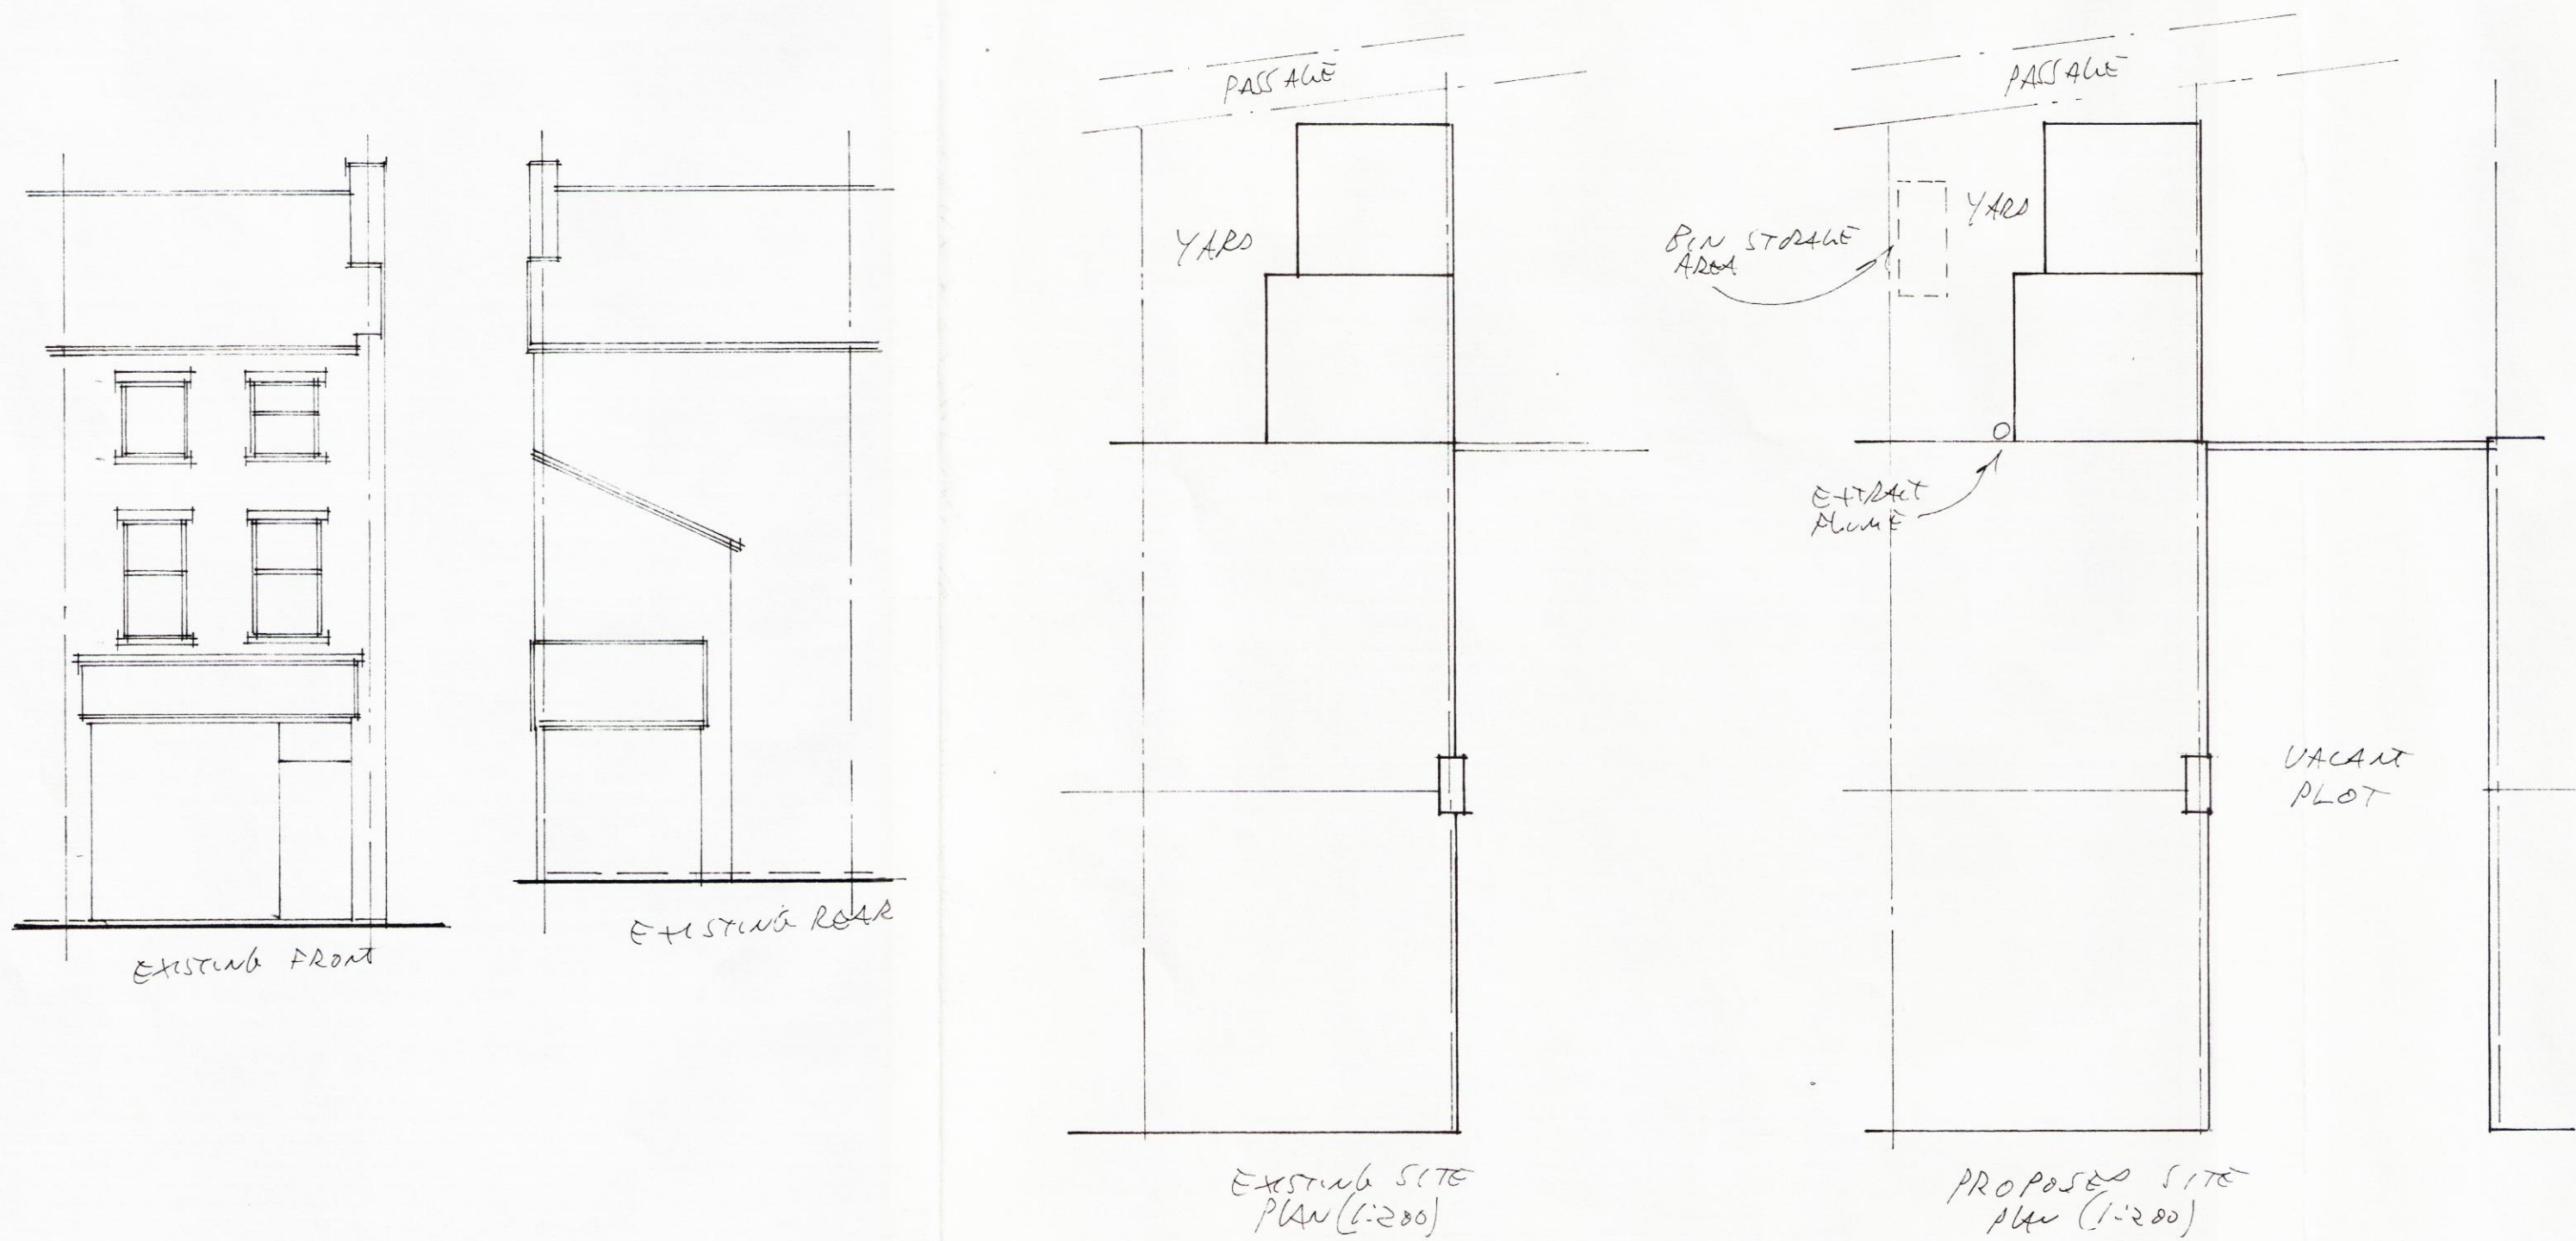 EXISTING FRONT
EXISTING REAR
PASSAGE
YARD
EXISTING SITE
PLAN (1:200)
PASSAGE
YARD
BIN STORAGE
AREA
EXTRACT
FLUME
VACANT
PLOT
PROPOSED SITE
PLAN (1:200)